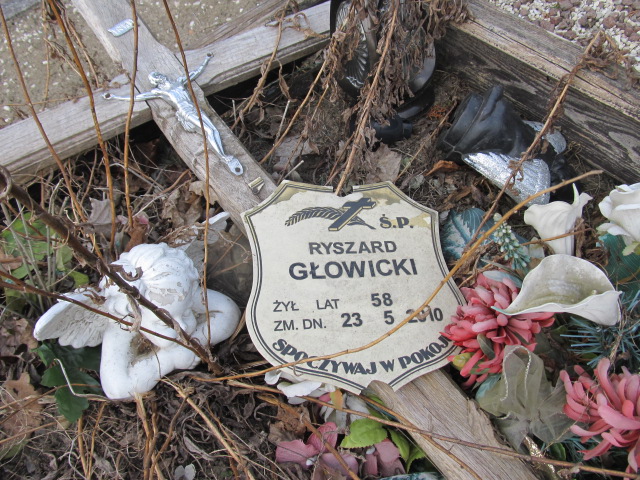 Ś.P.
RYSZARD
GŁOWICKI
ŻYŁ LAT 58
ZM. DN. 23 5 2010
SPOCZYWAJ W POKOJU